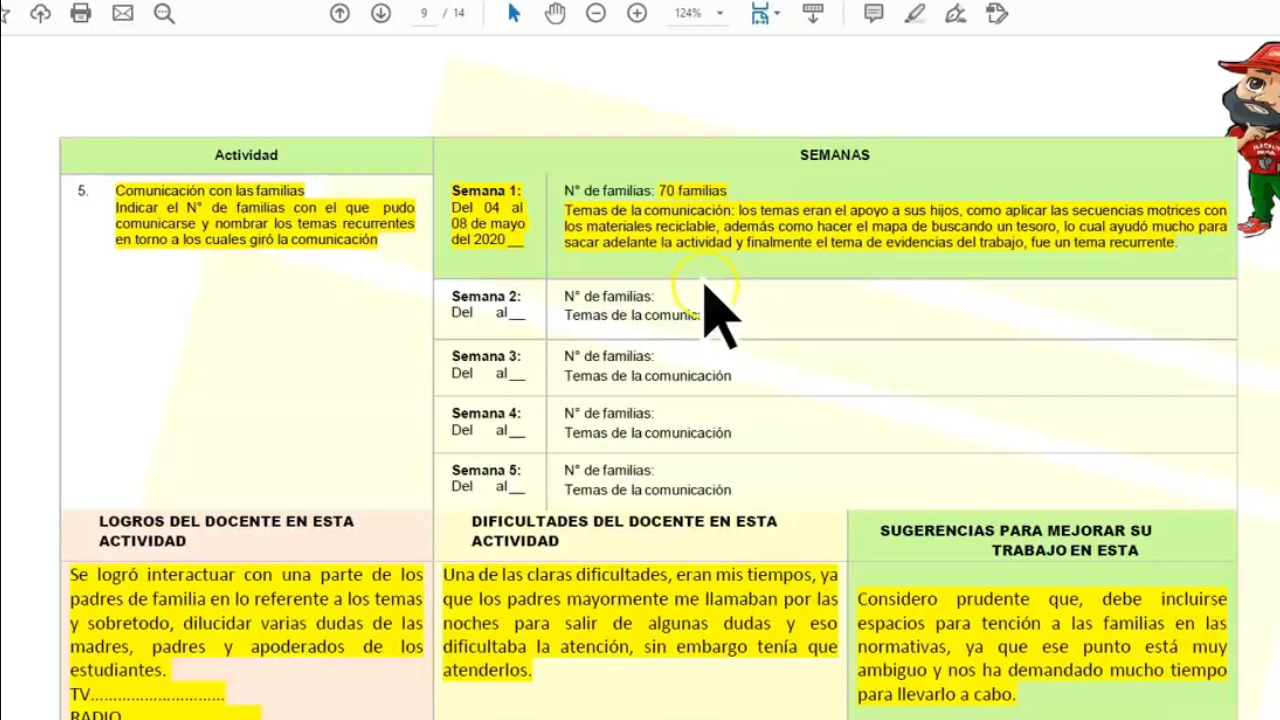 9 / 14
124%
Actividad
SEMANAS
5. Comunicación con las familias
Indicar el N° de familias con el que pudo
comunicarse y nombrar los temas recurrentes
en torno a los cuales giró la comunicación
Semana 1:
Del 04 al
08 de mayo
del 2020 __
N° de familias: 70 familias
Temas de la comunicación: los temas eran el apoyo a sus hijos, como aplicar las secuencias motrices con
los materiales reciclable, además como hacer el mapa de buscando un tesoro, lo cual ayudó mucho para
sacar adelante la actividad y finalmente el tema de evidencias del trabajo, fue un tema recurrente.
Semana 2:
Del al__
N° de familias:
Temas de la comunic
Semana 3:
Del al__
N° de familias:
Temas de la comunicación
Semana 4:
Del al__
N° de familias:
Temas de la comunicación
Semana 5:
Del al__
N° de familias:
Temas de la comunicación
LOGROS DEL DOCENTE EN ESTA
ACTIVIDAD
DIFICULTADES DEL DOCENTE EN ESTA
ACTIVIDAD
SUGERENCIAS PARA MEJORAR SU
TRABAJO EN ESTA
Se logró interactuar con una parte de los
padres de familia en lo referente a los temas
y sobretodo, dilucidar varias dudas de las
madres, padres y apoderados de los
estudiantes.
TV.............................
RADIO
Una de las claras dificultades, eran mis tiempos, ya
que los padres mayormente me llamaban por las
noches para salir de algunas dudas y eso
dificultaba la atención, sin embargo tenía que
atenderlos.
Considero prudente que, debe incluirse
espacios para tención a las familias en las
normativas, ya que ese punto está muy
ambiguo y nos ha demandado mucho tiempo
para llevarlo a cabo.